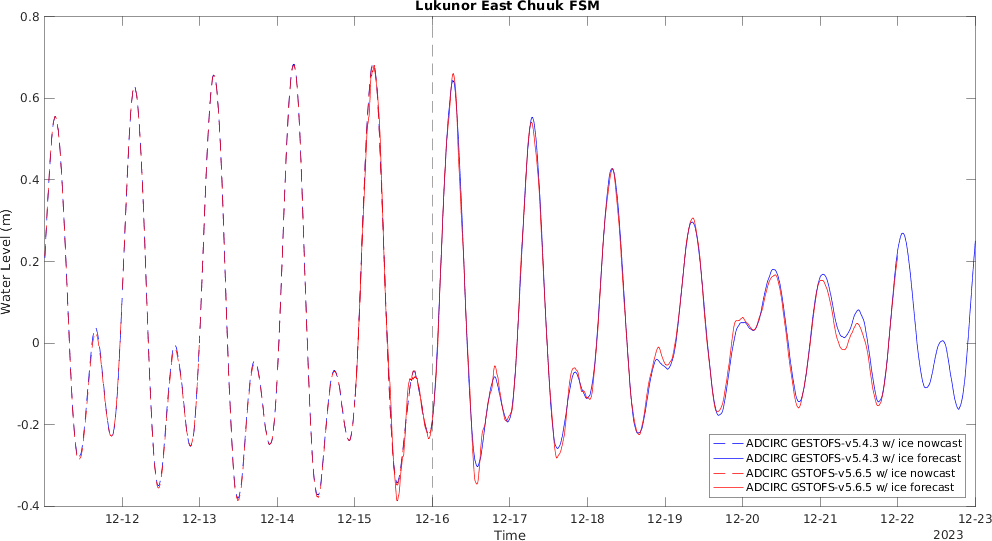 Lukunor East Chuuk FSM
0.8
0.6
0.4
0.2
0
-0.2
-0.4
Water Level (m)
ADCIRC GESTOFS-v5.4.3 w/ ice nowcast
ADCIRC GESTOFS-v5.4.3 w/ ice forecast
ADCIRC GSTOFS-v5.6.5 w/ ice nowcast
ADCIRC GSTOFS-v5.6.5 w/ ice forecast
12-12 12-13 12-14 12-15 12-16 12-17 12-18 12-19 12-20 12-21 12-22 12-23
Time
2023